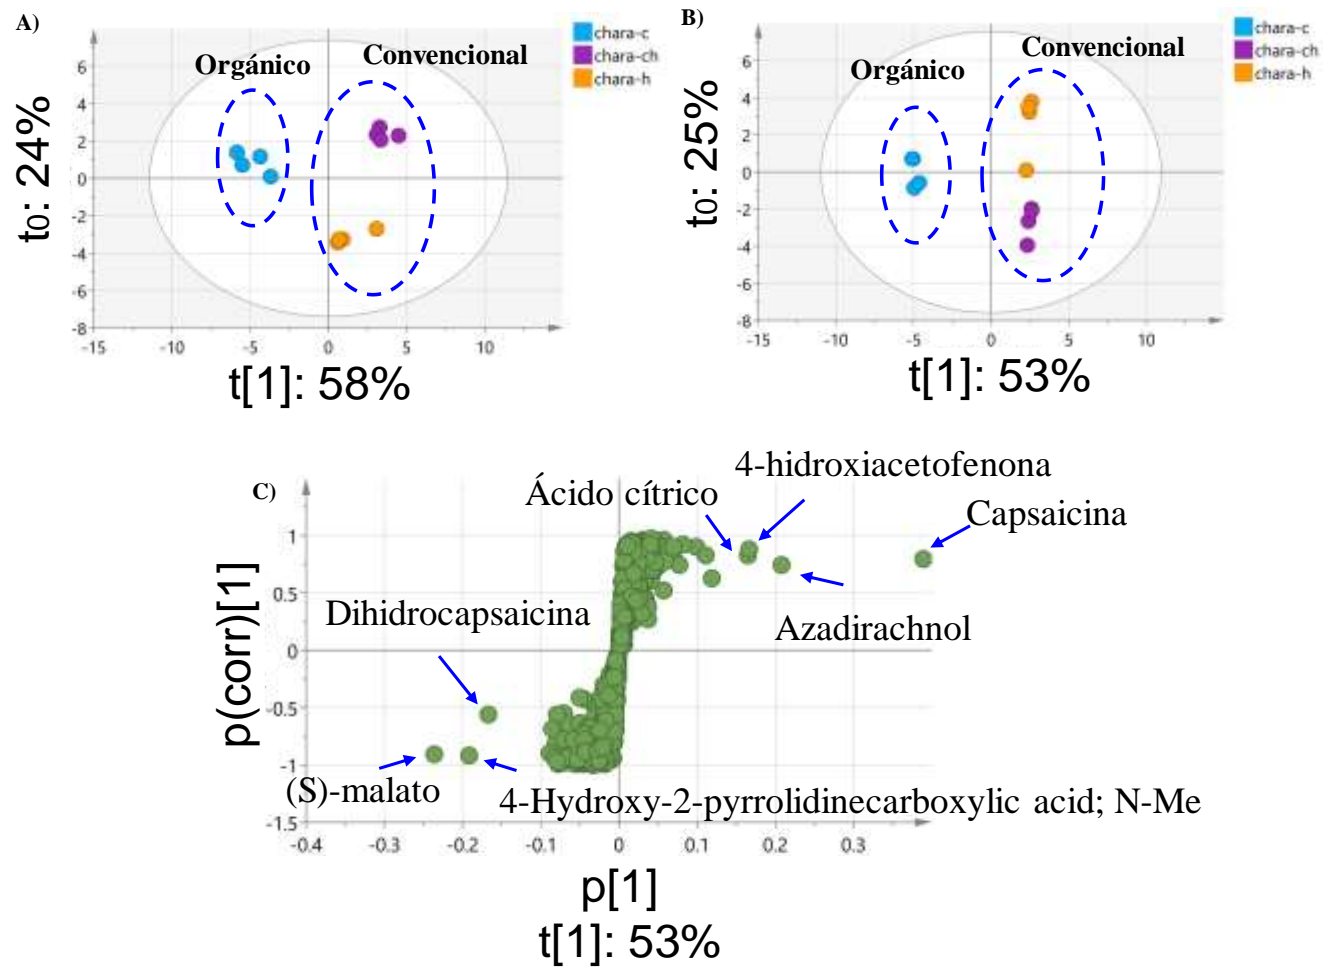 A)
Orgánico
Convencional
chara-c
chara-ch
chara-h
6
4
2
0
-2
-4
-6
-8
-15
-10
-5
0
5
10
t0: 24%
t[1]: 58%
B)
Orgánico
Convencional
chara-c
chara-ch
chara-h
6
4
2
0
-2
-4
-6
-8
-15
-10
-5
0
5
10
t0: 25%
t[1]: 53%
C)
4-hidroxiacetofenona
Ácido cítrico
Capsaicina
Azadirachnol
Dihidrocapsaicina
(S)-malato
4-Hydroxy-2-pyrrolidinecarboxylic acid; N-Me
1
0.5
0
-0.5
-1
-1.5
-0.4
-0.3
-0.2
-0.1
0
0.1
0.2
0.3
p(corr)[1]
p[1]
t[1]: 53%